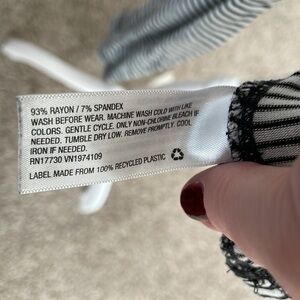 93% RAYON / 7% SPANDEX
WASH BEFORE WEAR. MACHINE WASH COLD WITH LIKE
COLORS. GENTLE CYCLE. ONLY NON-CHLORINE BLEACH IF
NEEDED. TUMBLE DRY LOW. REMOVE PROMPTLY. COOL
IRON IF NEEDED.
RN17730 VN1974109
LABEL MADE FROM 100% RECYCLED PLASTIC